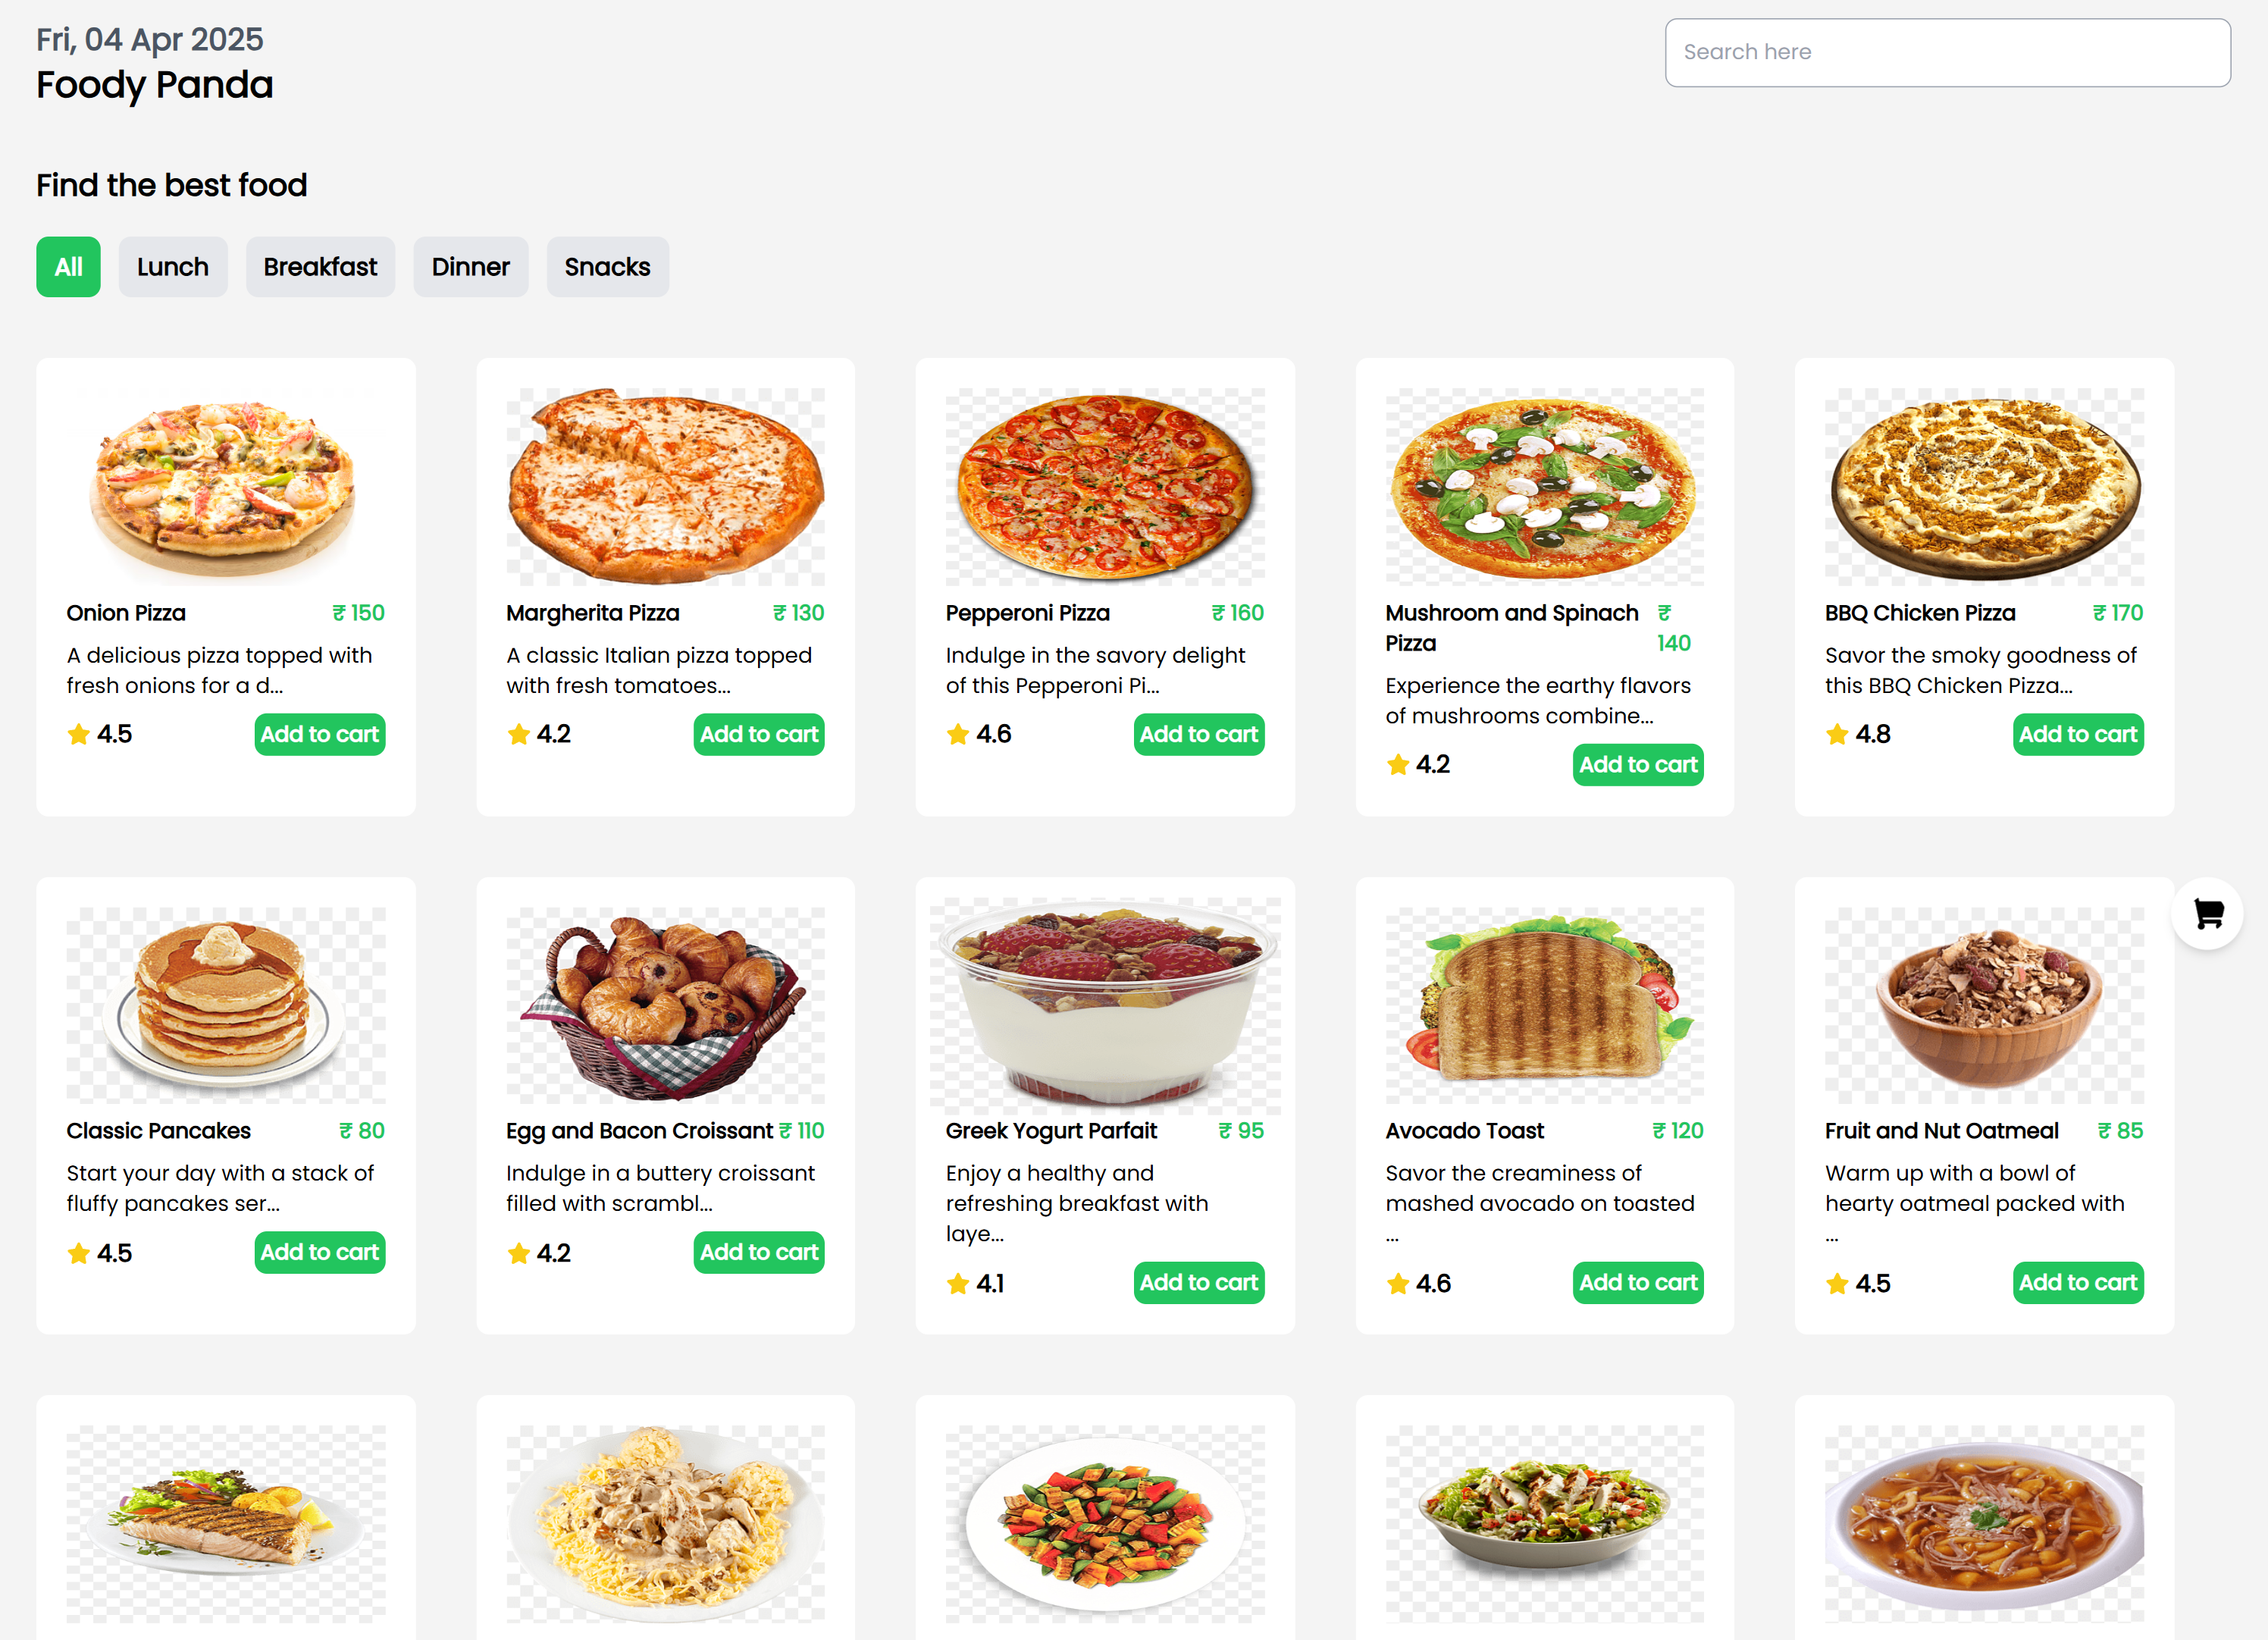 Fri, 04 Apr 2025
Foody Panda
Search here
Find the best food
All
Lunch
Breakfast
Dinner
Snacks
Onion Pizza
₹ 150
A delicious pizza topped with
fresh onions for a d...
4.5
Add to cart
Margherita Pizza
₹ 130
A classic Italian pizza topped
with fresh tomatoes...
4.2
Add to cart
Pepperoni Pizza
₹ 160
Indulge in the savory delight
of this Pepperoni Pi...
4.6
Add to cart
Mushroom and Spinach
Pizza
₹
140
Experience the earthy flavors
of mushrooms combine...
4.2
Add to cart
BBQ Chicken Pizza
₹ 170
Savor the smoky goodness of
this BBQ Chicken Pizza...
4.8
Add to cart
Classic Pancakes
₹ 80
Start your day with a stack of
fluffy pancakes ser...
4.5
Add to cart
Egg and Bacon Croissant
₹ 110
Indulge in a buttery croissant
filled with scrambl...
4.2
Add to cart
Greek Yogurt Parfait
₹ 95
Enjoy a healthy and
refreshing breakfast with
laye...
4.1
Add to cart
Avocado Toast
₹ 120
Savor the creaminess of
mashed avocado on toasted
...
4.6
Add to cart
Fruit and Nut Oatmeal
₹ 85
Warm up with a bowl of
hearty oatmeal packed with
...
4.5
Add to cart